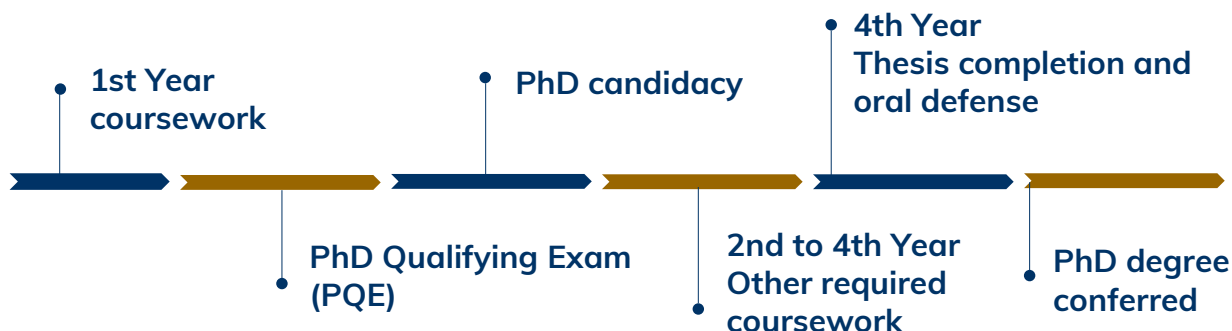 1st Year
coursework
PhD Qualifying Exam
(PQE)
PhD candidacy
2nd to 4th Year
Other required
coursework
4th Year
Thesis completion and
oral defense
PhD degree
conferred